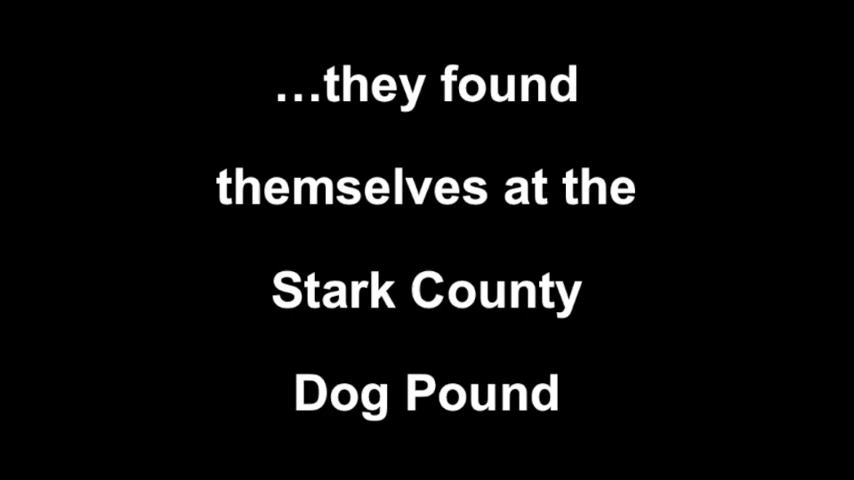 …they found
themselves at the
Stark County
Dog Pound